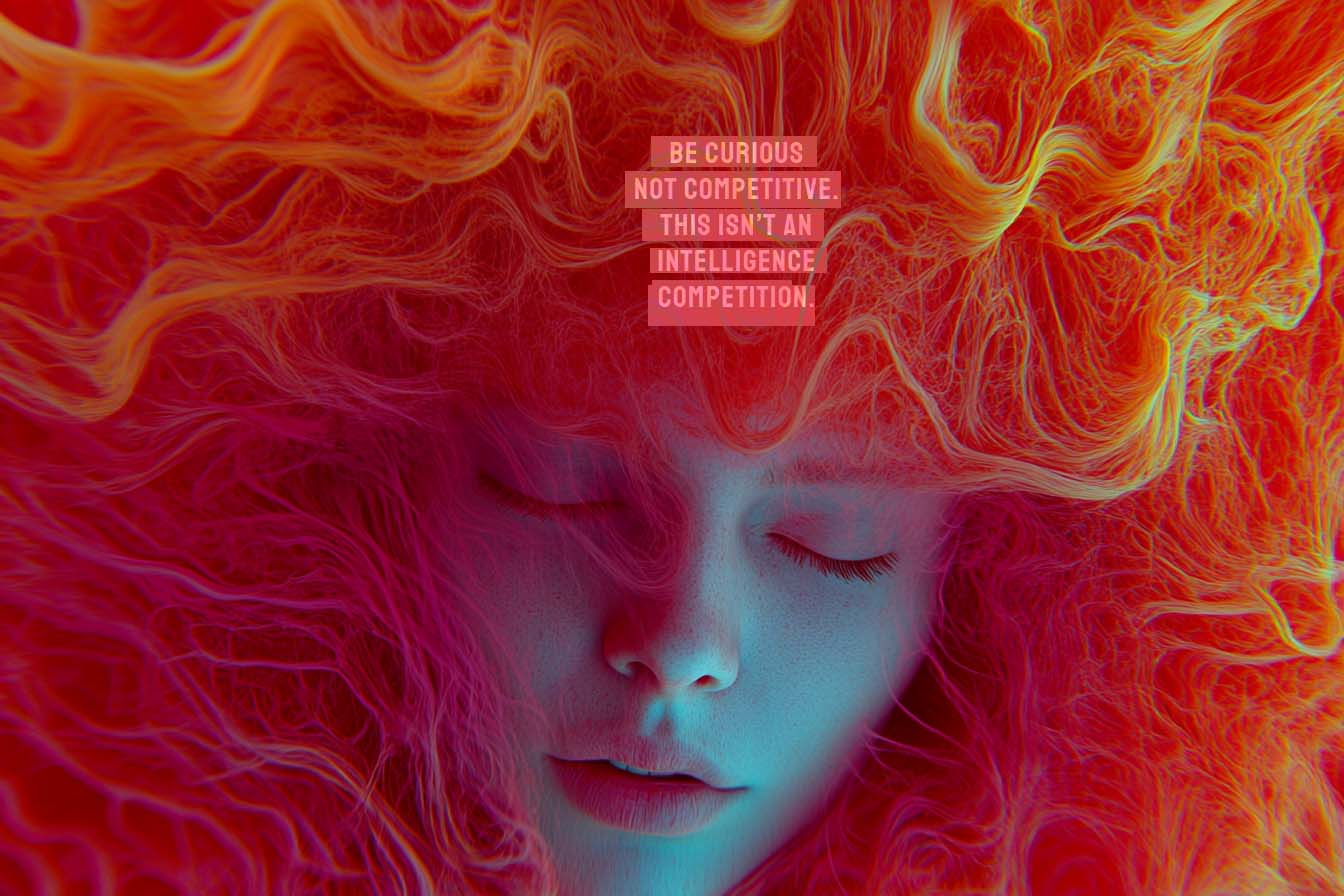 BE CURIOUS
NOT COMPETITIVE.
THIS ISN’T AN
INTELLIGENCE
COMPETITION.